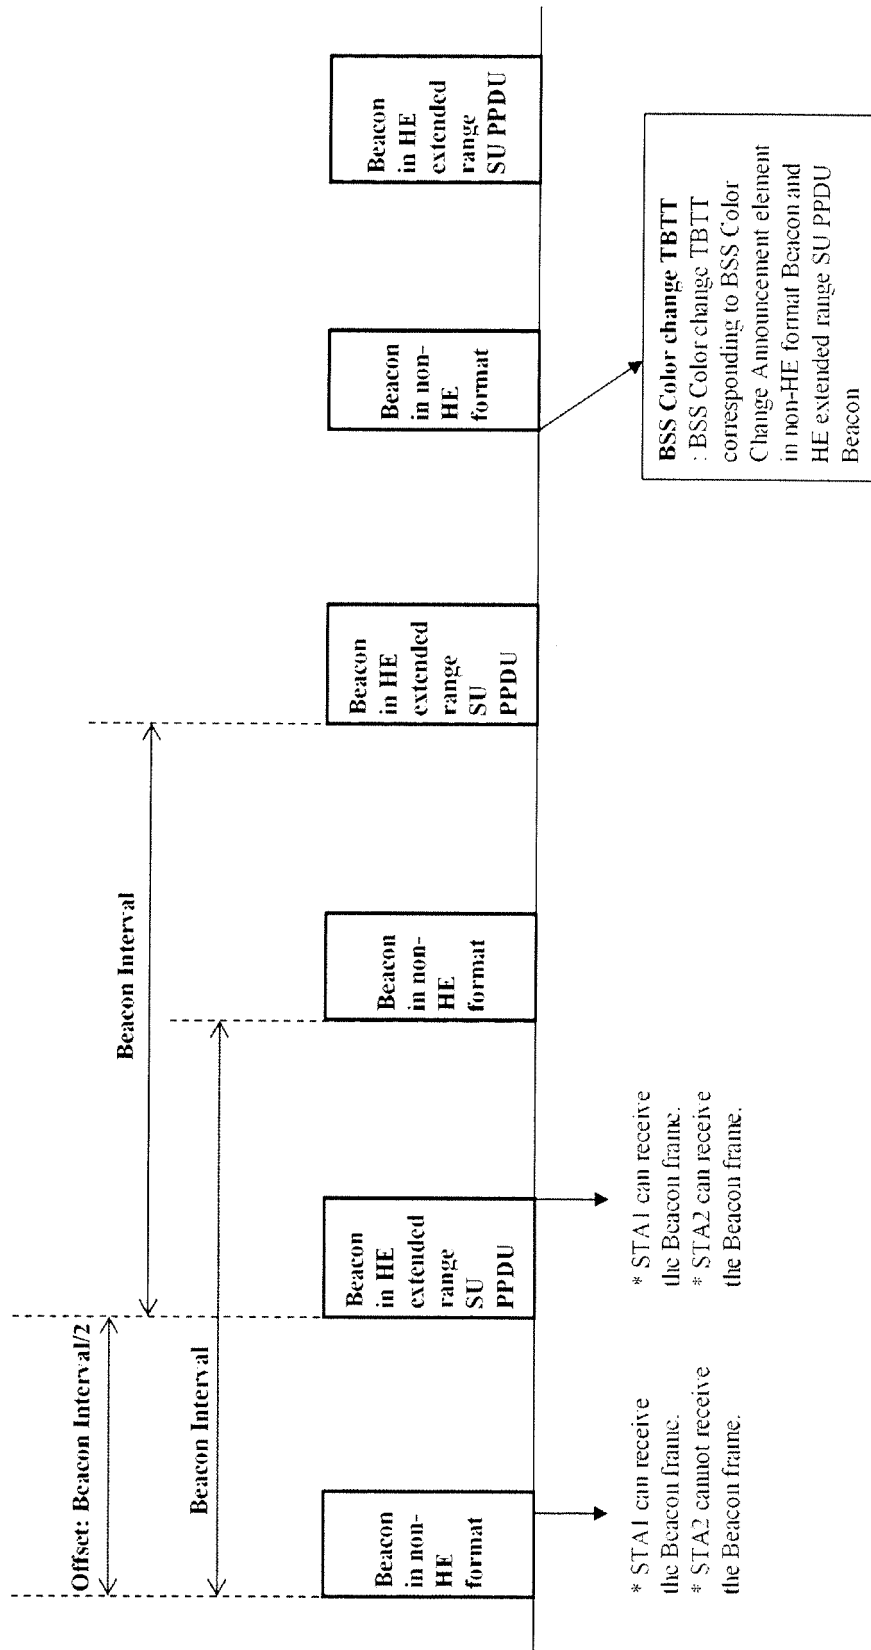 Offset: Beacon Interval/2
Beacon Interval
Beacon Interval
Beacon
in non-
HE
format
Beacon
in HE
extended
range
SU
PPDU
Beacon
in non-
HE
format
Beacon
in HE
extended
range
SU
PPDU
Beacon
in non-
HE
format
Beacon
in HE
extended
range
SU PPDU
* STA1 can receive
the Beacon frame.
* STA2 cannot receive
the Beacon frame.
* STA1 can receive
the Beacon frame.
* STA2 can receive
the Beacon frame.
BSS Color change TBTT
: BSS Color change TBTT
corresponding to BSS Color
Change Announcement element
in non-HE format Beacon and
HE extended range SU PPDU
Beacon